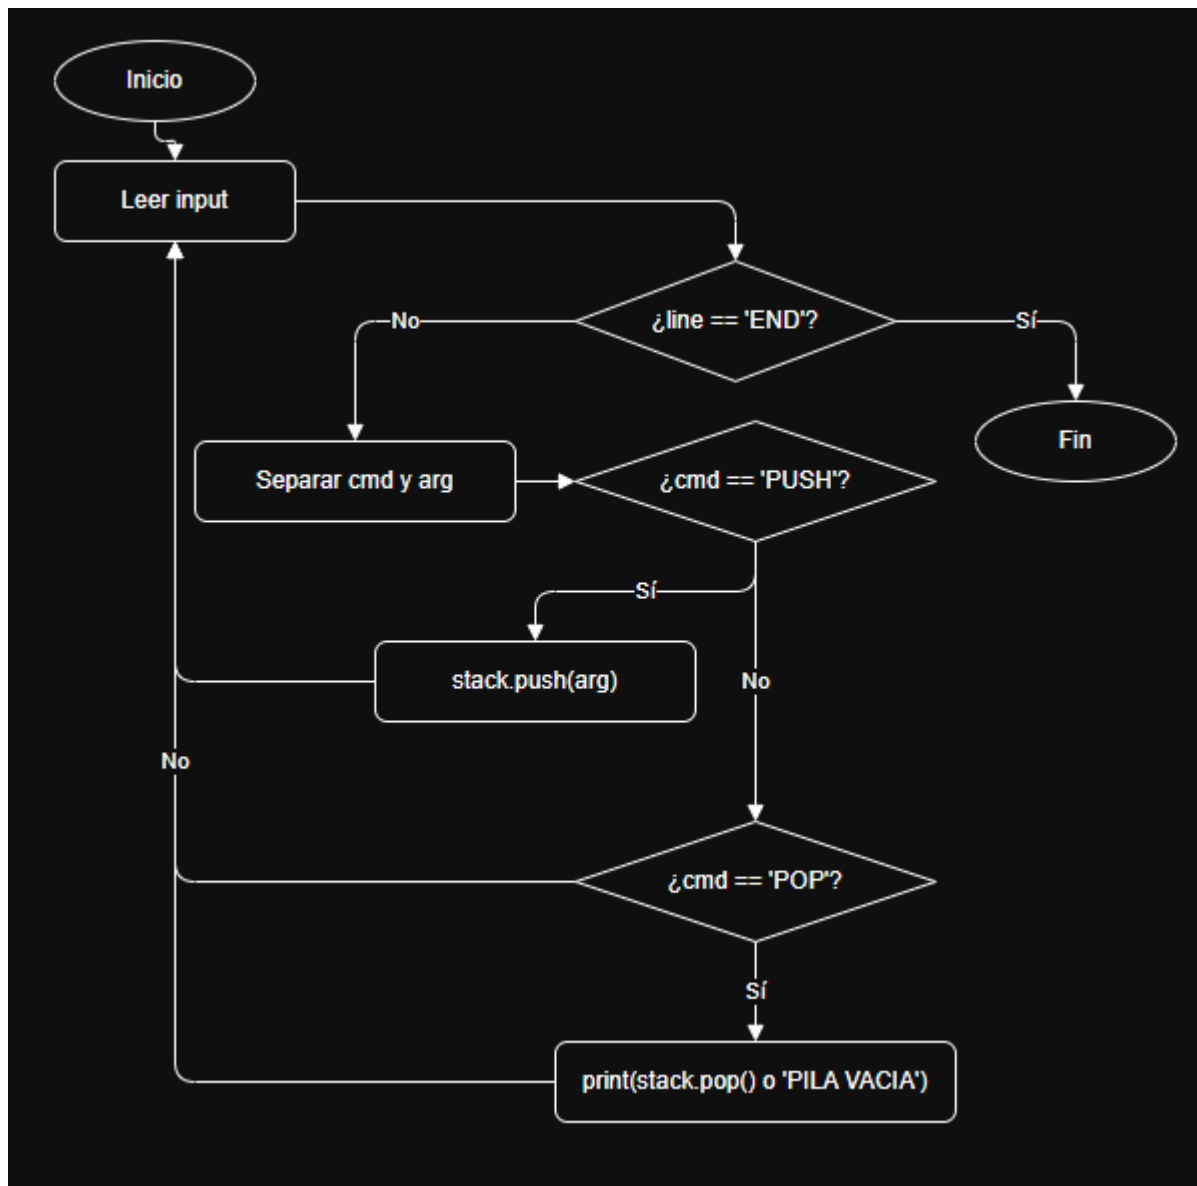 Inicio
Leer input
¿line == 'END'?
No
Sí
Fin
Separar cmd y arg
¿cmd == 'PUSH'?
Sí
stack.push(arg)
No
No
¿cmd == 'POP'?
Sí
print(stack.pop() o 'PILA VACIA')